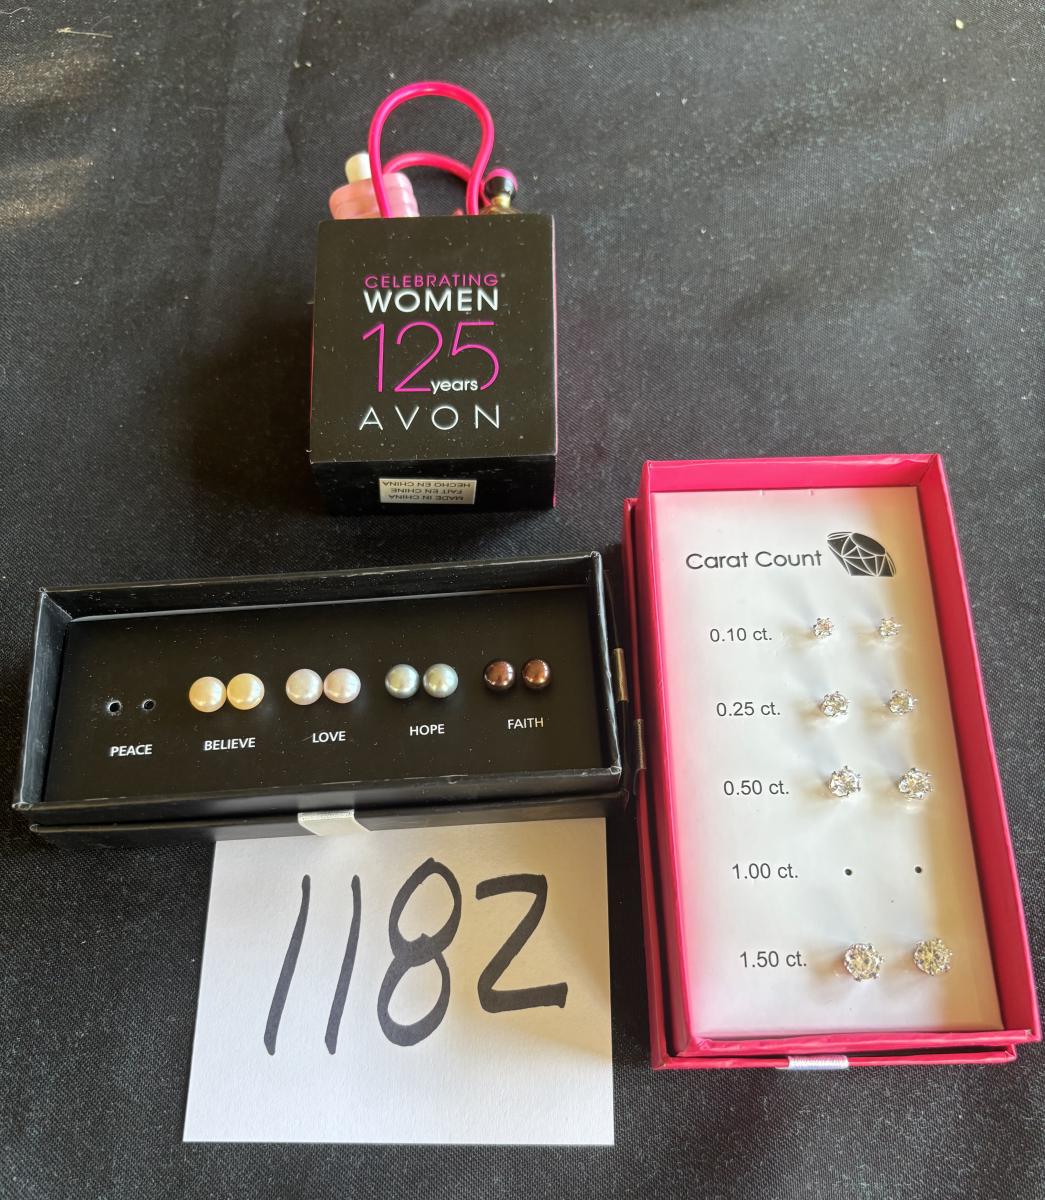 CELEBRATING
WOMEN
125
years
AVON
MADE IN CHINA
FAIT EN CHINE
HECHO EN CHINA
PEACE
BELIEVE
LOVE
HOPE
FAITH
Carat Count
0.10 ct.
0.25 ct.
0.50 ct.
1.00 ct.
1.50 ct.
1182